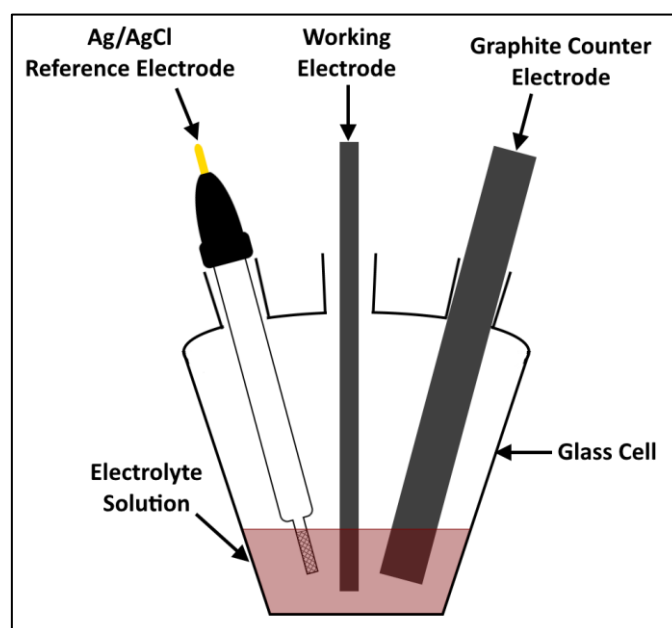 Ag/AgCl
Reference Electrode
Working
Electrode
Graphite Counter
Electrode
Glass Cell
Electrolyte
Solution